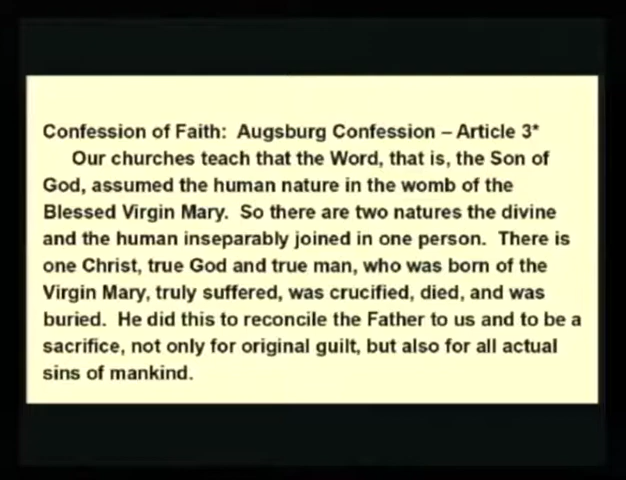 Confession of Faith: Augsburg Confession – Article 3*
Our churches teach that the Word, that is, the Son of
God, assumed the human nature in the womb of the
Blessed Virgin Mary. So there are two natures the divine
and the human inseparably joined in one person. There is
one Christ, true God and true man, who was born of the
Virgin Mary, truly suffered, was crucified, died, and was
buried. He did this to reconcile the Father to us and to be a
sacrifice, not only for original guilt, but also for all actual
sins of mankind.